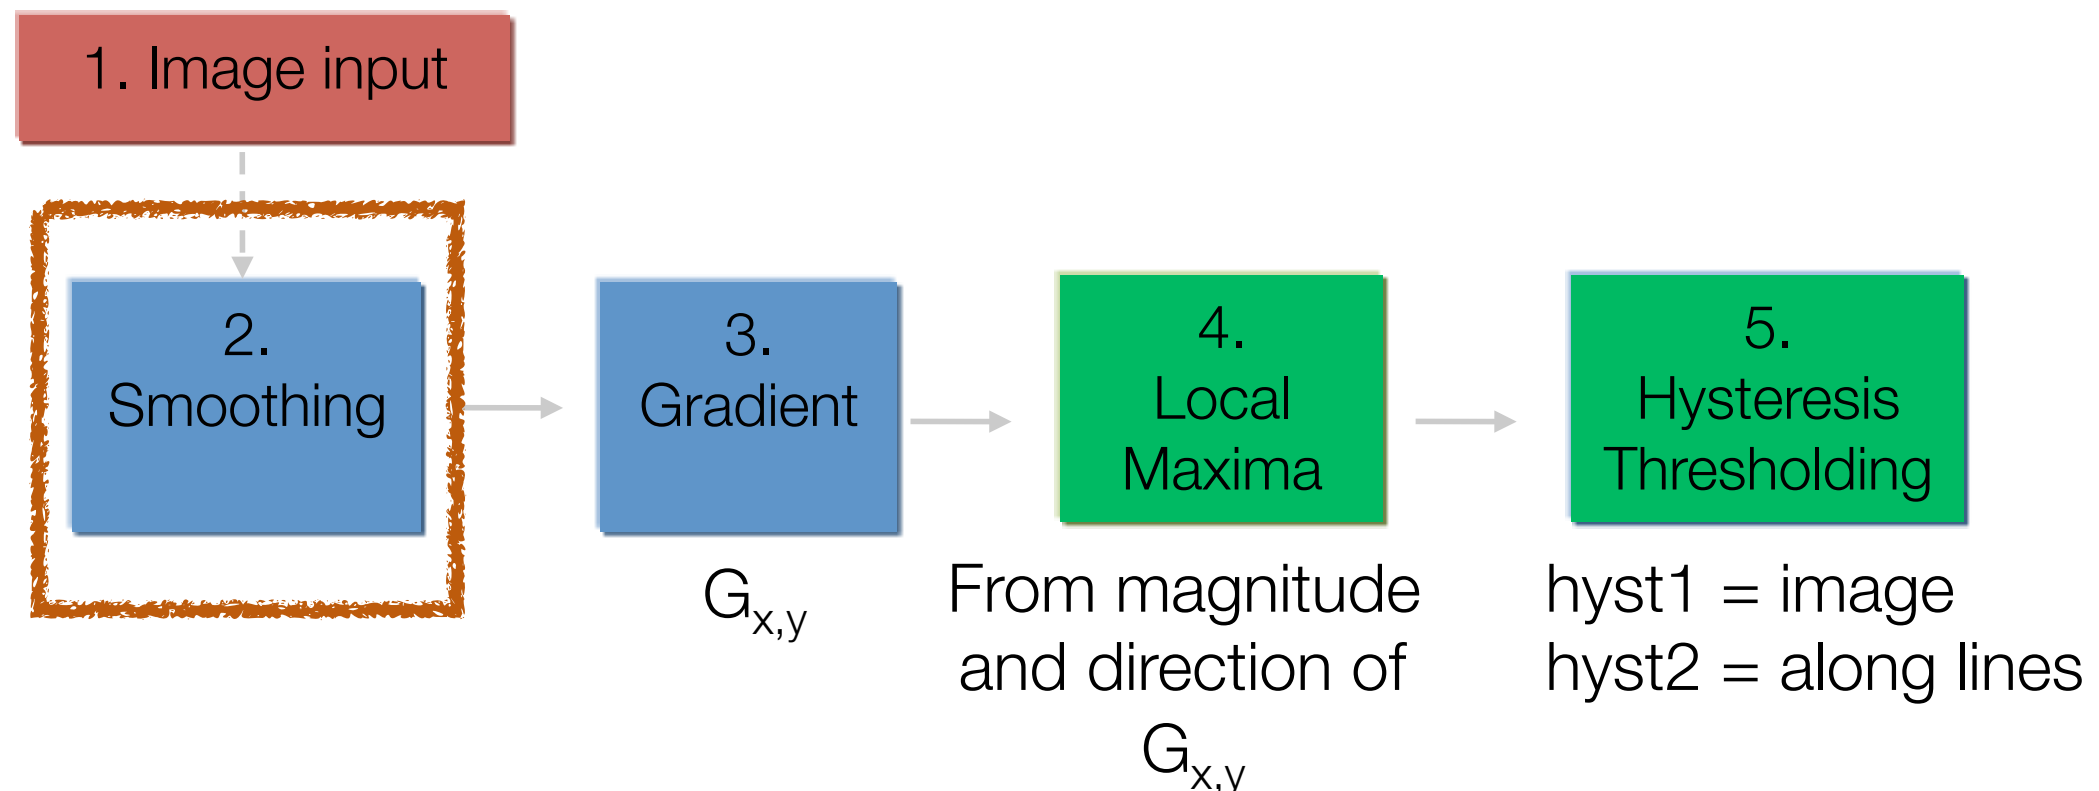 1. Image input
2.
Smoothing
3.
Gradient
4.
Local
Maxima
5.
Hysteresis
Thresholding
Gx,y
From magnitude
and direction of
Gx,y
hyst1 = image
hyst2 = along lines